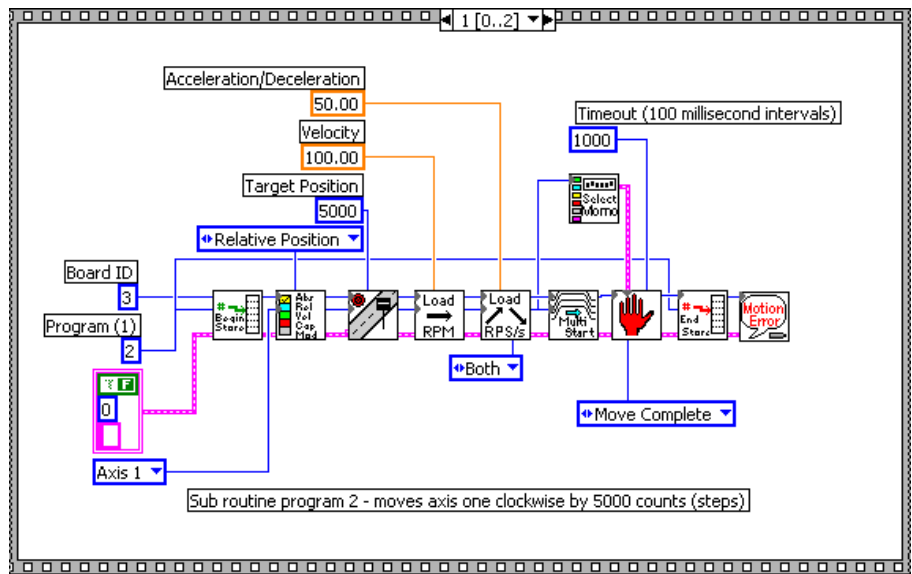 1 [0..2]
Acceleration/Deceleration
50.00
Velocity
100.00
Target Position
5000
Relative Position
Timeout (100 millisecond intervals)
1000
Select
Momo
Board ID
3
Program (1)
2
#
Begin
Store
Abs
Rel
Vel
Cap
Mod
Load
RPM
Load
RPS/s
Multi
Start
#
End
Store
Motion
Error
Both
Move Complete
F
0
Axis 1
Sub routine program 2 - moves axis one clockwise by 5000 counts (steps)